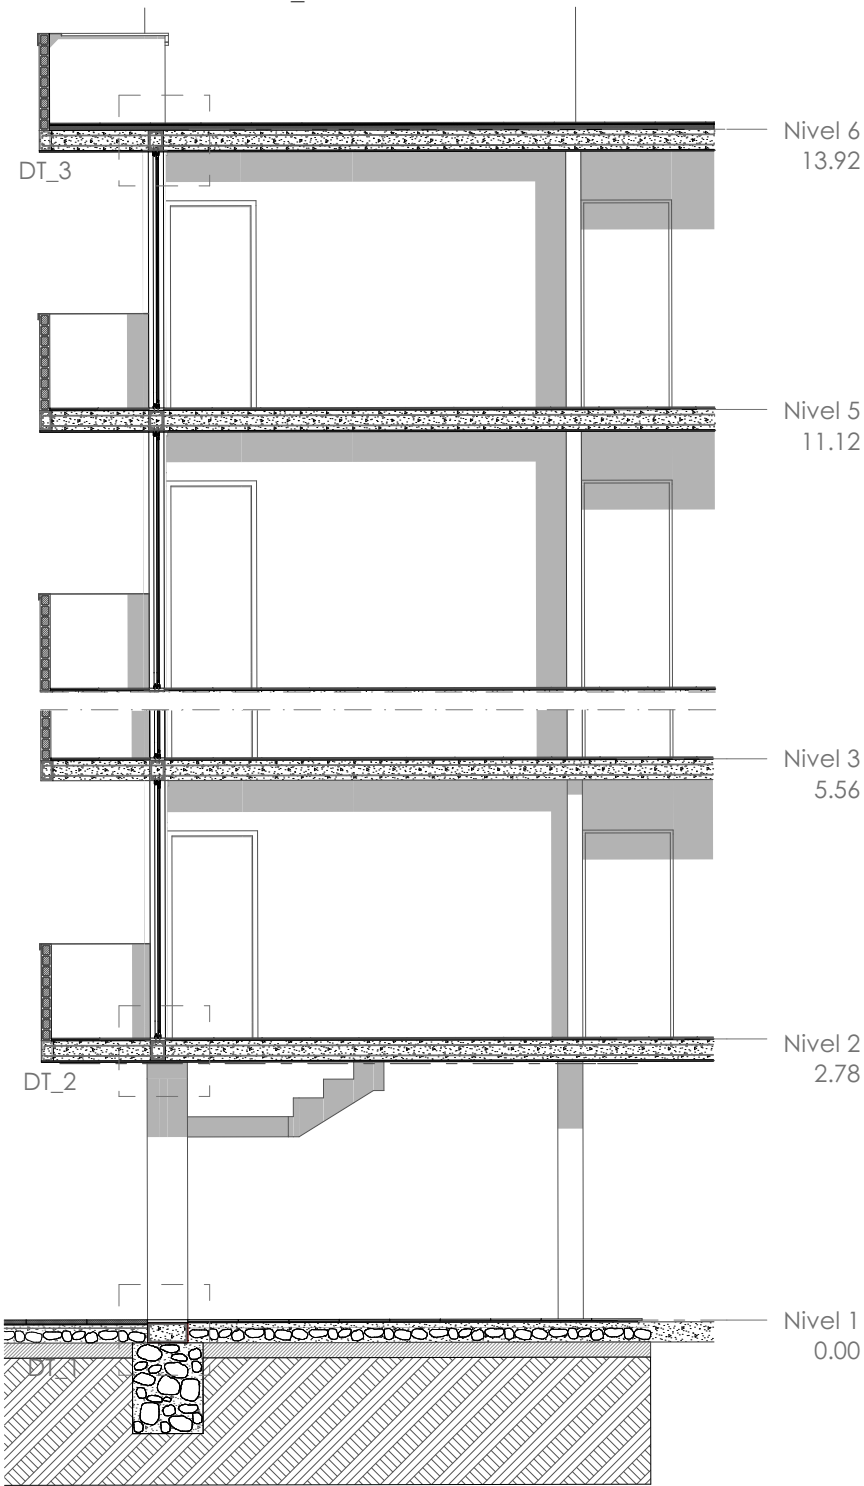 Nivel 6
13.92
DT_3
Nivel 5
11.12
Nivel 3
5.56
Nivel 2
2.78
DT_2
Nivel 1
0.00
DT_1